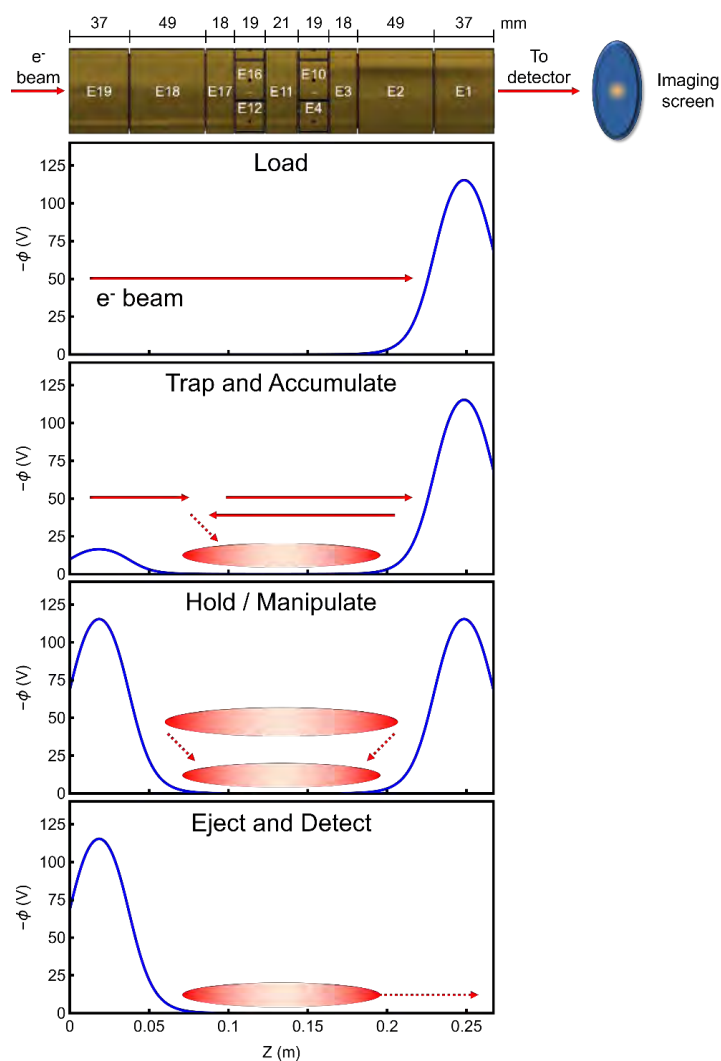 37 49 18 19 21 19 18 49 37 mm
e⁻ beam
E19 E18 E17 E16 E12 E11 E10 E4 E3 E2 E1
To detector
Imaging screen
Load
125
100
75
50
25
0
−ϕ (V)
e⁻ beam
Trap and Accumulate
125
100
75
50
25
0
−ϕ (V)
Hold / Manipulate
125
100
75
50
25
0
−ϕ (V)
Eject and Detect
125
100
75
50
25
0
−ϕ (V)
0 0.05 0.1 0.15 0.2 0.25
Z (m)